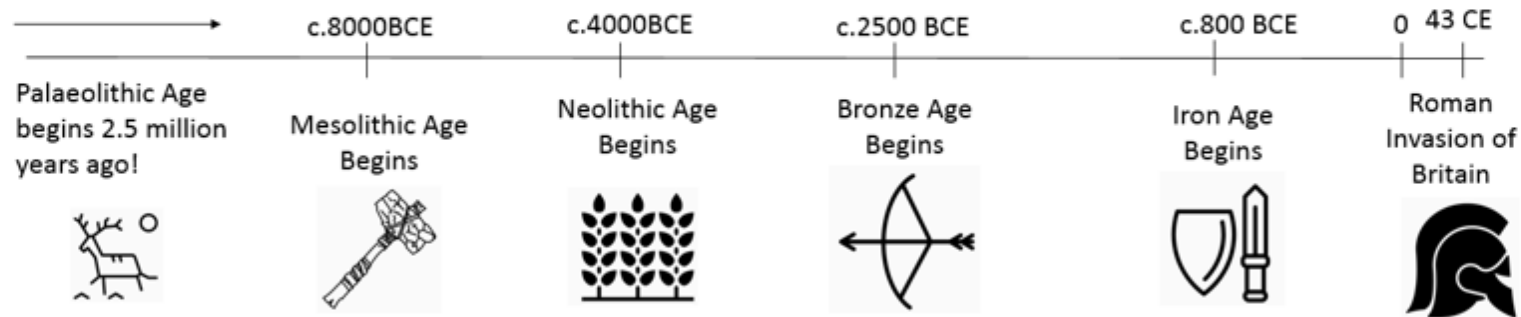 c.8000BCE
c.4000BCE
c.2500 BCE
c.800 BCE
0
43 CE
Palaeolithic Age
begins 2.5 million
years ago!
Mesolithic Age
Begins
Neolithic Age
Begins
Bronze Age
Begins
Iron Age
Begins
Roman
Invasion of
Britain